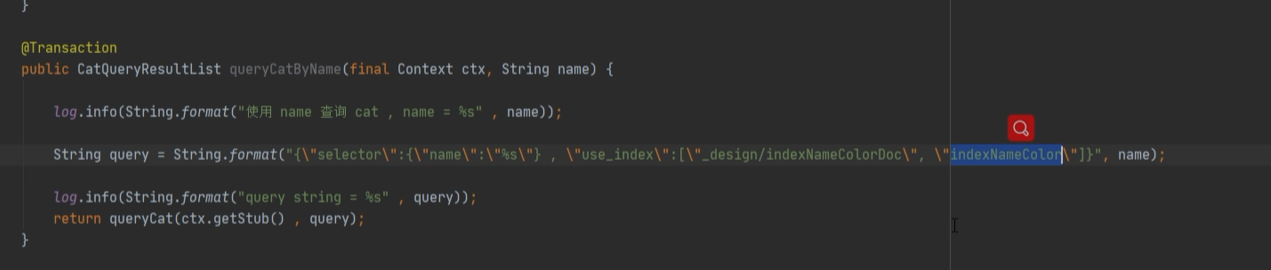 }
@Transaction
public CatQueryResultList queryCatByName(final Context ctx, String name) {
log.info(String.format("使用 name 查询 cat , name = %s" , name));
String query = String.format("{\"selector\":{\"name\":\"%s\"} , \"use_index\":[\"_design/indexNameColorDoc\", \"indexNameColor\"]}", name);
log.info(String.format("query string = %s" , query));
return queryCat(ctx.getStub() , query);
}